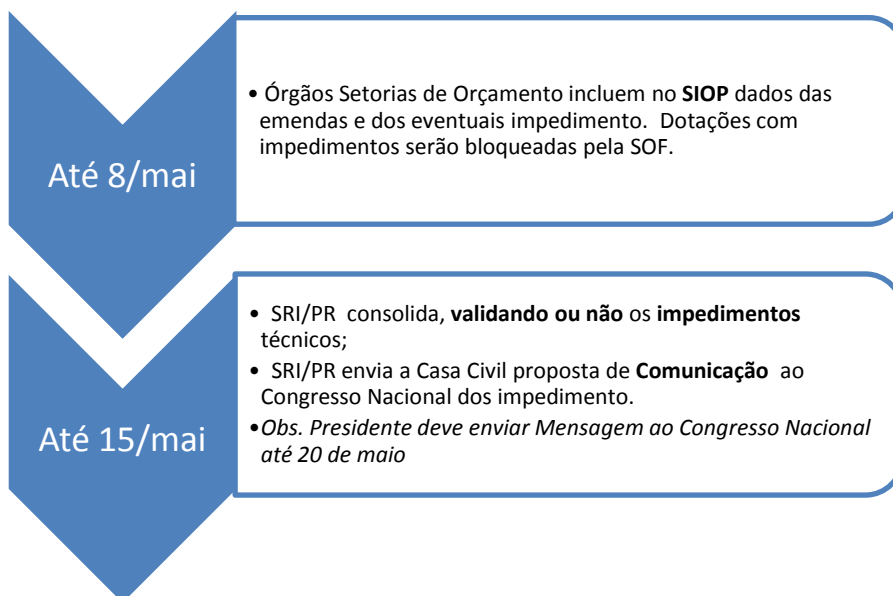 Até 8/mai
• Órgãos Setorias de Orçamento incluem no SIOP dados das
emendas e dos eventuais impedimento. Dotações com
impedimentos serão bloqueadas pela SOF.
Até 15/mai
• SRI/PR consolida, validando ou não os impedimentos
técnicos;
• SRI/PR envia a Casa Civil proposta de Comunicação ao
Congresso Nacional dos impedimento.
•Obs. Presidente deve enviar Mensagem ao Congresso Nacional
até 20 de maio